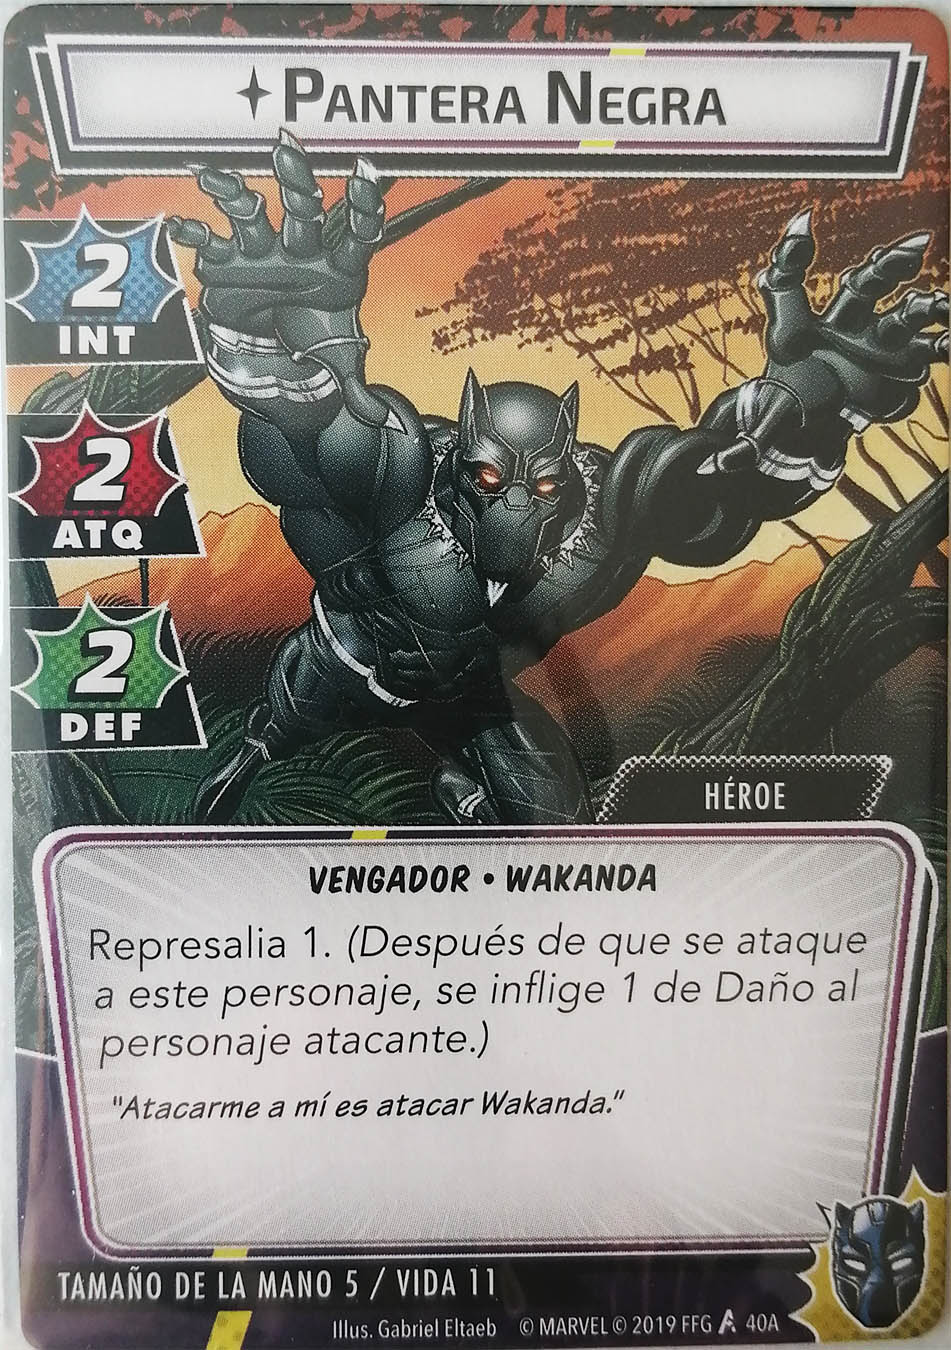 PANTERA NEGRA
2
INT
2
ATQ
2
DEF
HÉROE
VENGADOR • WAKANDA
Represalia 1. (Después de que se ataque
a este personaje, se inflige 1 de Daño al
personaje atacante.)
"Atacarme a mí es atacar Wakanda."
TAMAÑO DE LA MANO 5 / VIDA 11
Illus. Gabriel Eltaeb © MARVEL © 2019 FFG 40A